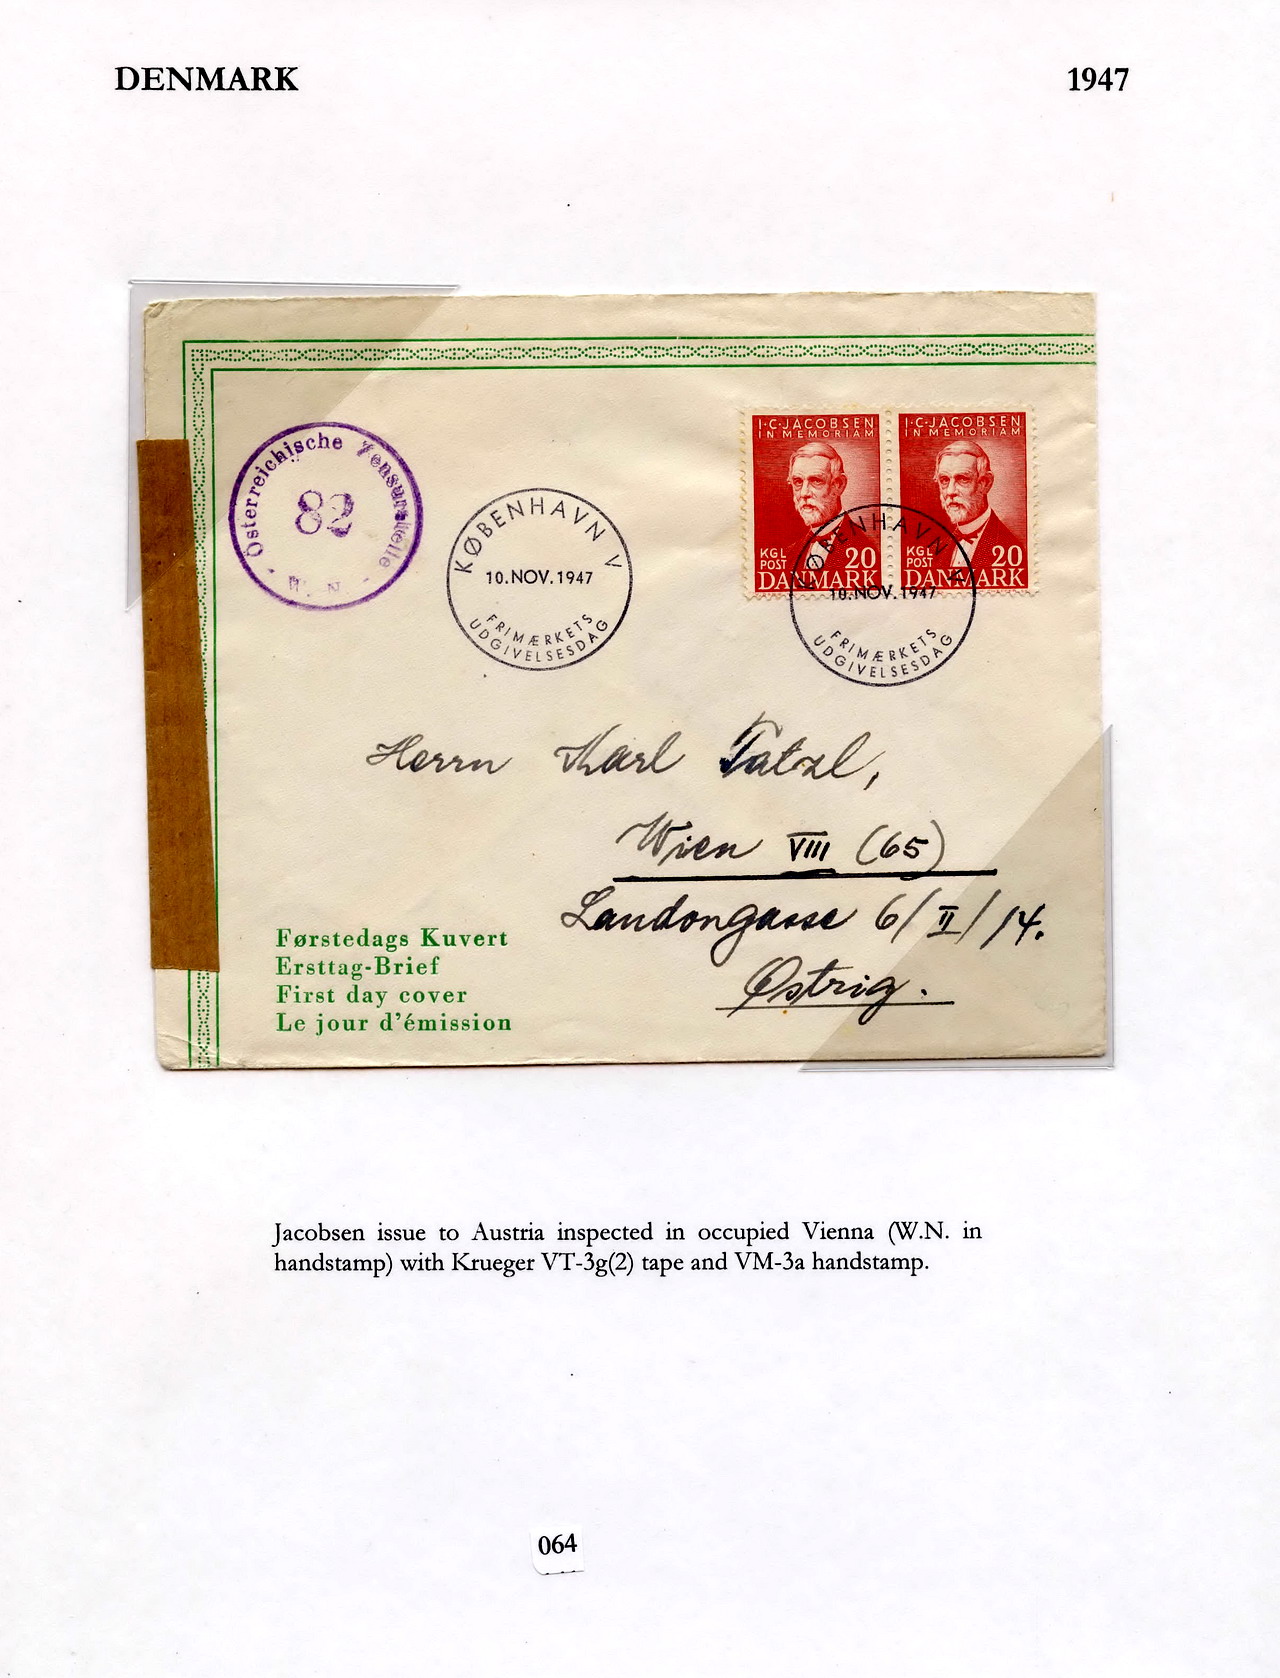 DENMARK 1947
Österreichische Zensurstelle
82
W. N.
KØBENHAVN V
10.NOV.1947
FRIMÆRKETS
UDGIVELSESDAG
I·C·JACOBSEN
IN MEMORIAM
KGL
POST
20
DANMARK
I·C·JACOBSEN
IN MEMORIAM
KGL
POST
20
DANMARK
KØBENHAVN K
10.NOV.1947
FRIMÆRKETS
UDGIVELSESDAG
Herrn Karl Tatzl,
Wien VIII (65)
Landongasse 6/II/14.
Østrig.
Førstedags Kuvert
Ersttag-Brief
First day cover
Le jour d'émission
Jacobsen issue to Austria inspected in occupied Vienna (W.N. in
handstamp) with Krueger VT-3g(2) tape and VM-3a handstamp.
064